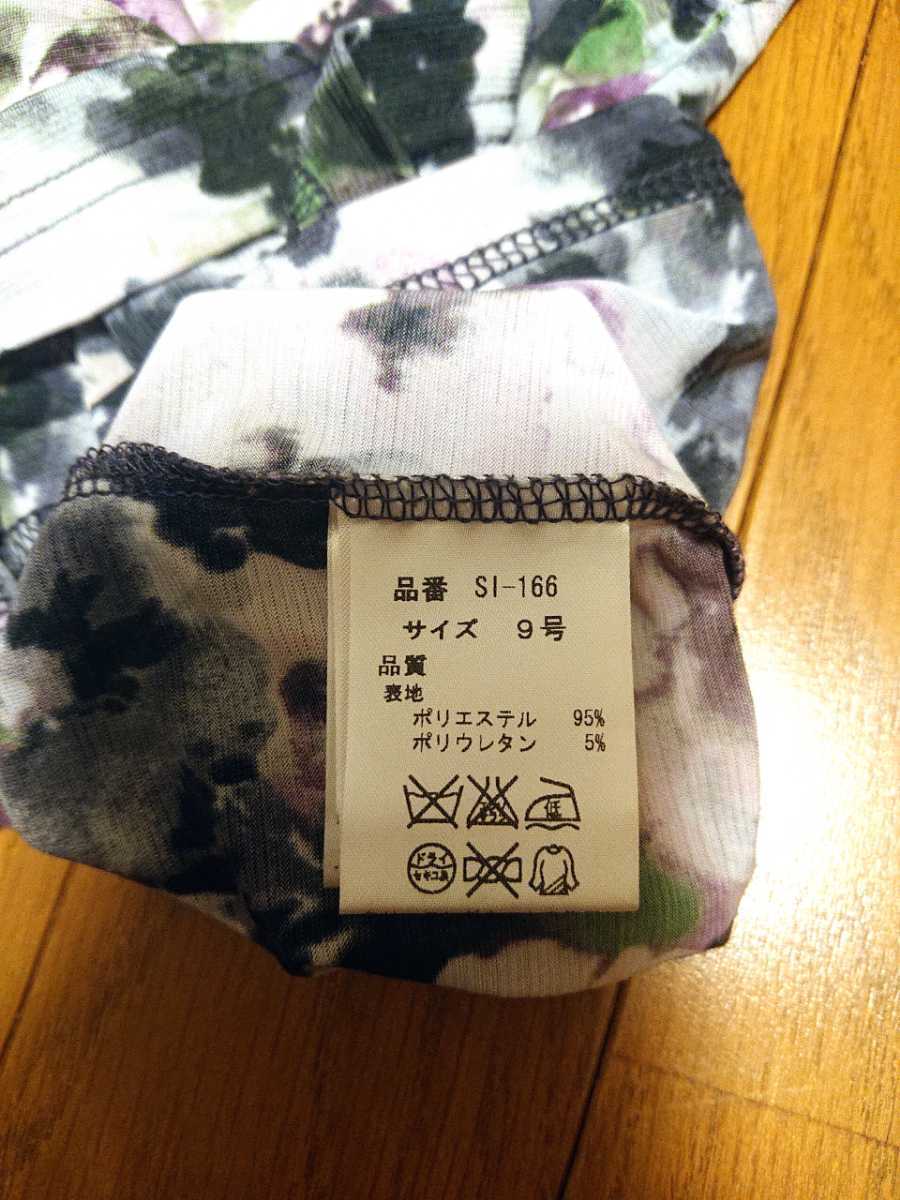 品番 SI-166
サイズ 9号
品質
表地
ポリエステル 95%
ポリウレタン 5%
低
ドライ
セキユ系